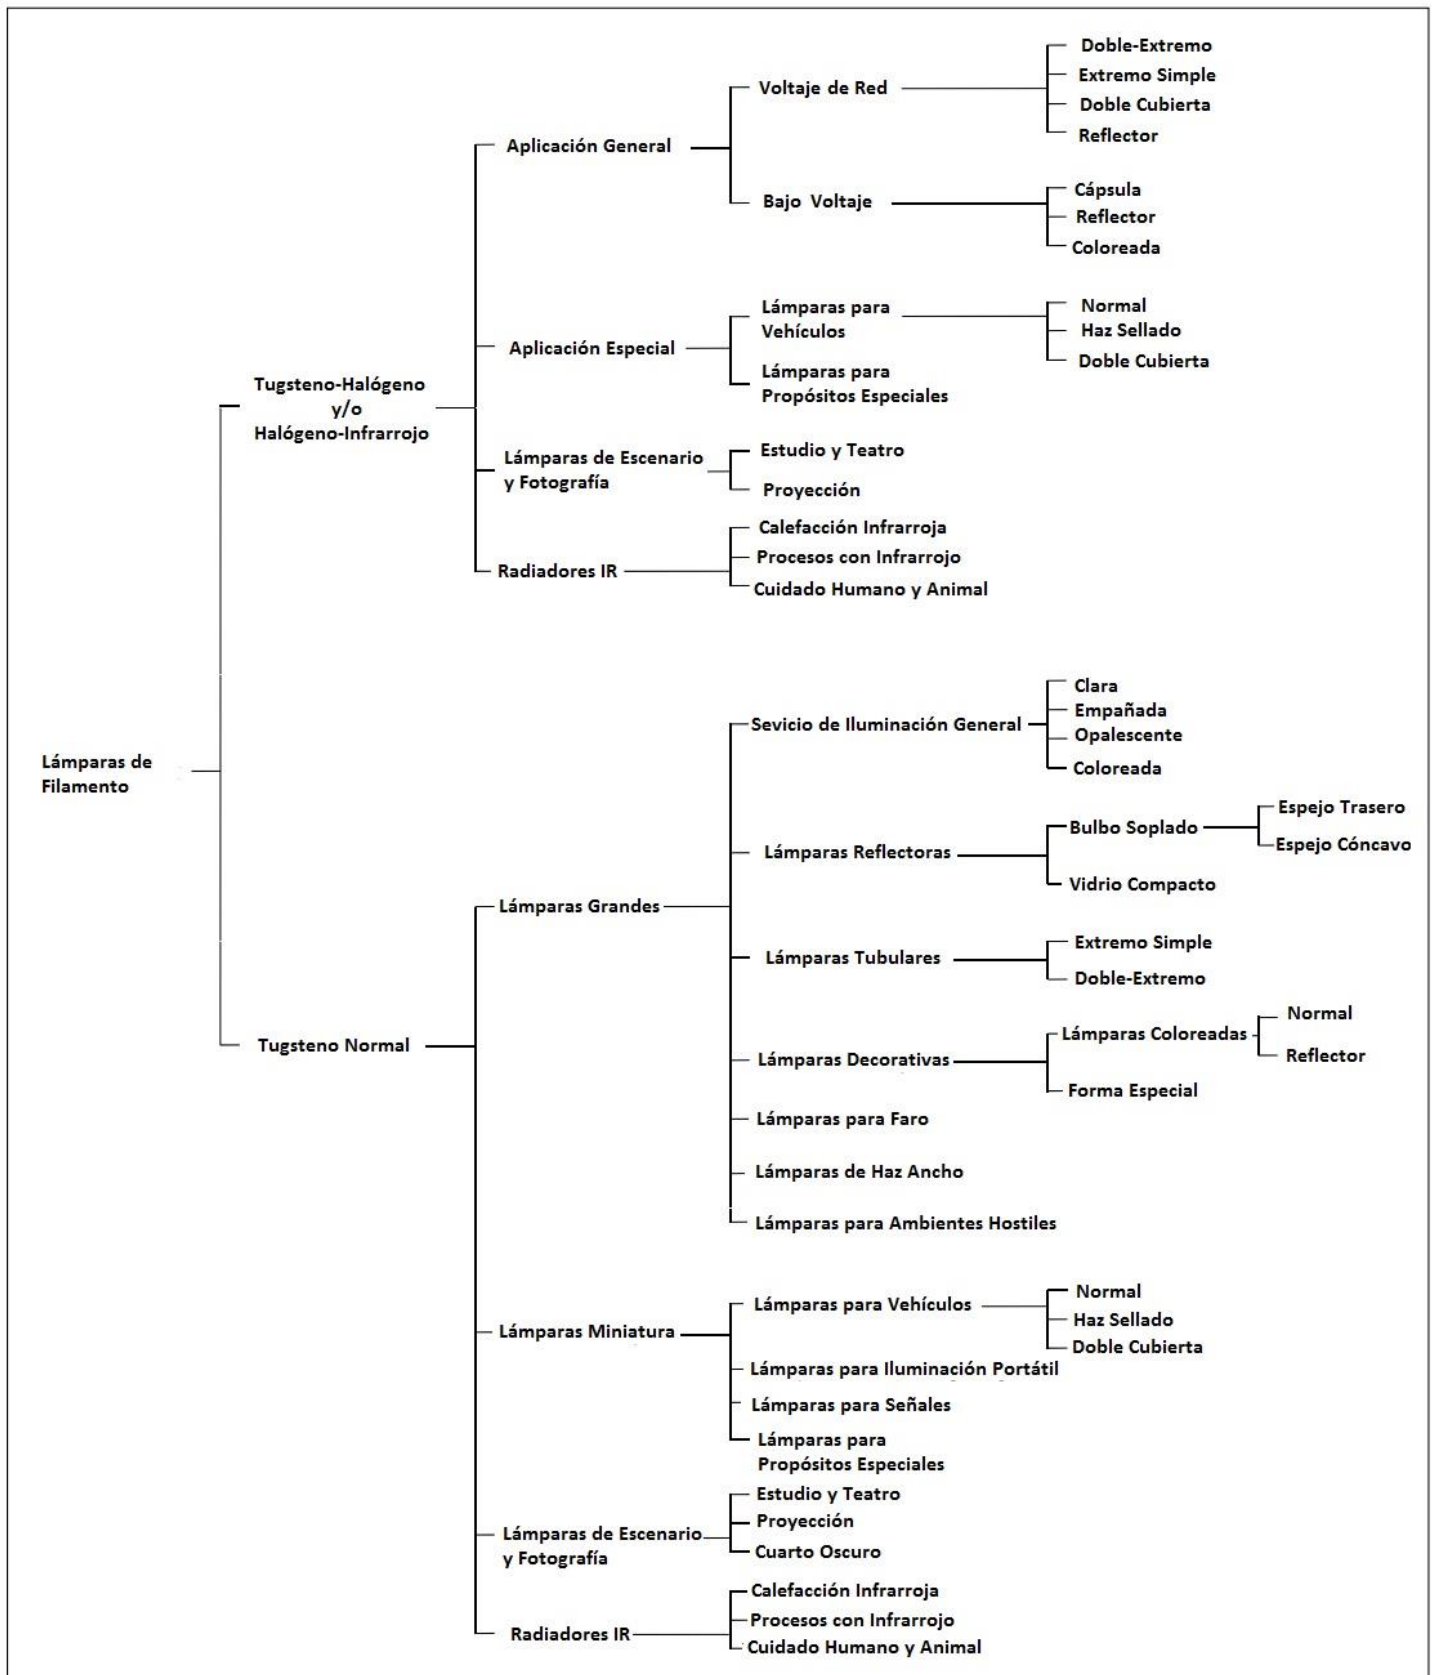 Doble-Extremo
Voltaje de Red
Extremo Simple
Doble Cubierta
Reflector
Aplicación General
Bajo Voltaje
Cápsula
Reflector
Coloreada
Aplicación Especial
Lámparas para
Vehículos
Normal
Haz Sellado
Doble Cubierta
Lámparas para
Propósitos Especiales
Tugsteno-Halógeno
y/o
Halógeno-Infrarrojo
Lámparas de Escenario
y Fotografía
Estudio y Teatro
Proyección
Radiadores IR
Calefacción Infrarroja
Procesos con Infrarrojo
Cuidado Humano y Animal
Lámparas de
Filamento
Sevicio de Iluminación General
Clara
Empañada
Opalescente
Coloreada
Lámparas Reflectoras
Bulbo Soplado
Espejo Trasero
Espejo Cóncavo
Vidrio Compacto
Lámparas Grandes
Lámparas Tubulares
Extremo Simple
Doble-Extremo
Tugsteno Normal
Lámparas Decorativas
Lámparas Coloreadas
Normal
Reflector
Forma Especial
Lámparas para Faro
Lámparas de Haz Ancho
Lámparas para Ambientes Hostiles
Lámparas Miniatura
Lámparas para Vehículos
Normal
Haz Sellado
Doble Cubierta
Lámparas para Iluminación Portátil
Lámparas para Señales
Lámparas para
Propósitos Especiales
Lámparas de Escenario
y Fotografía
Estudio y Teatro
Proyección
Cuarto Oscuro
Radiadores IR
Calefacción Infrarroja
Procesos con Infrarrojo
Cuidado Humano y Animal